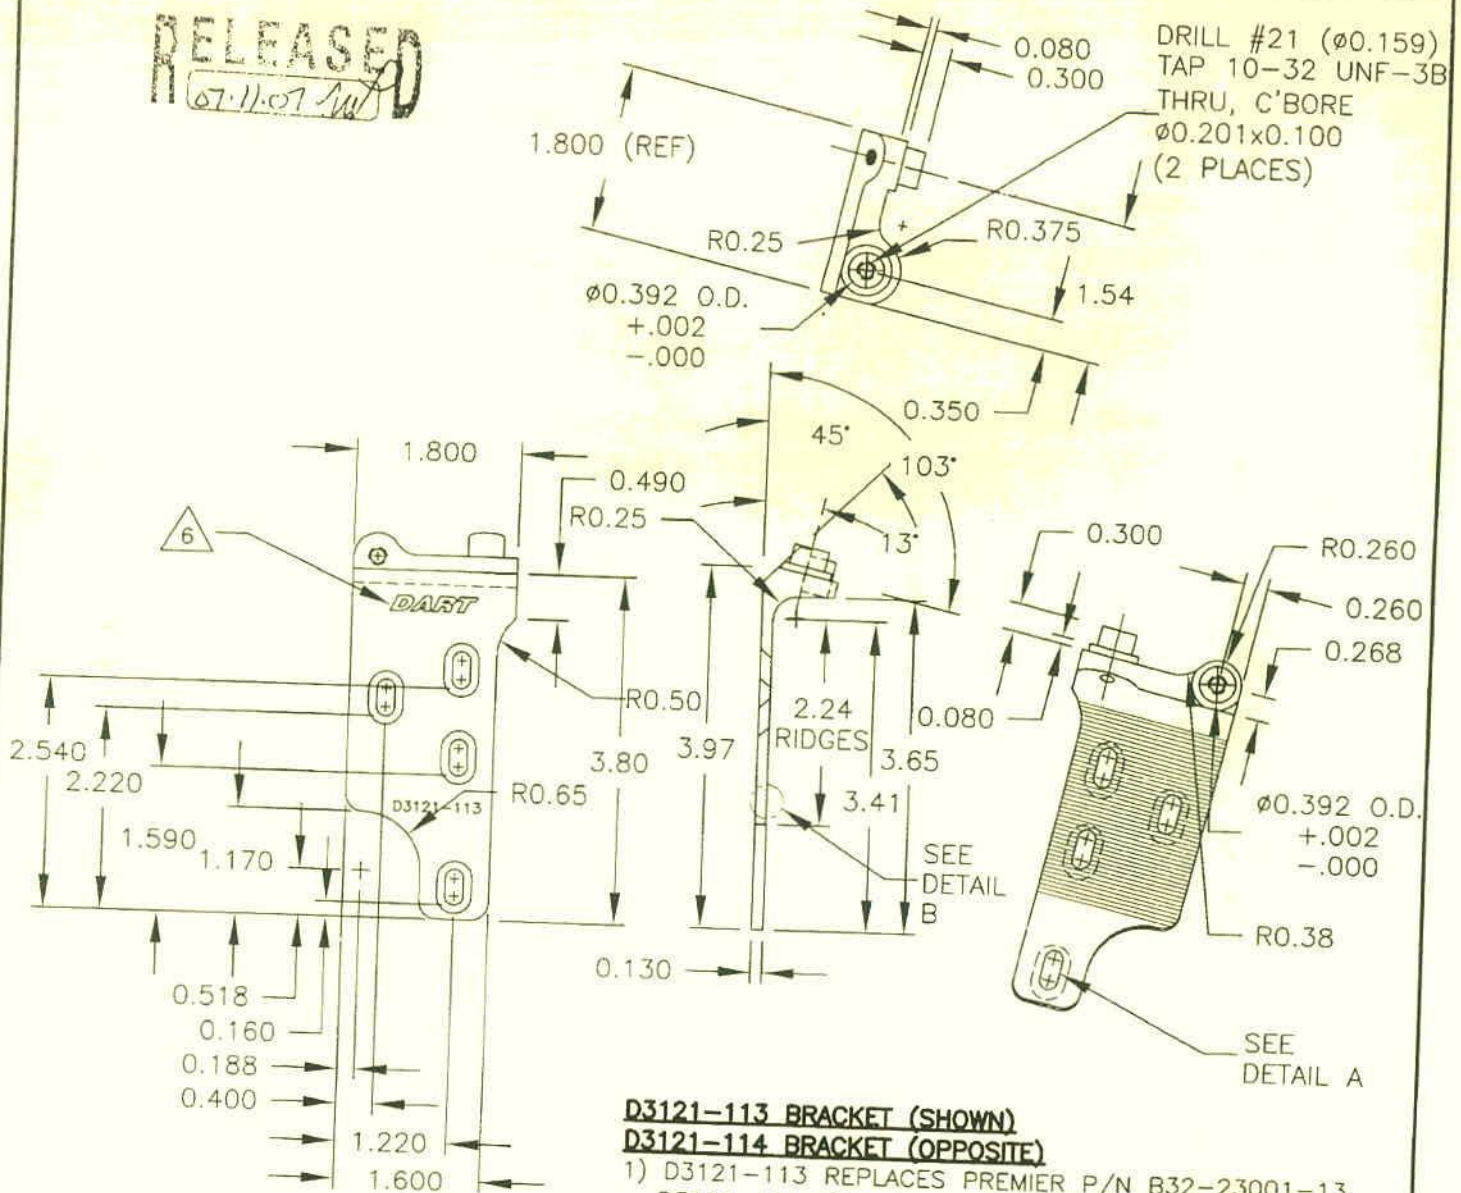 RELEASED
07.11.07
0.080
0.300
DRILL #21 (ø0.159)
TAP 10-32 UNF-3B
THRU, C'BORE
ø0.201x0.100
(2 PLACES)
1.800 (REF)
R0.25
R0.375
1.54
ø0.392 O.D.
+.002
-.000
0.350
45°
103°
13°
1.800
0.490
R0.25
6
DART
0.300
R0.260
0.260
0.268
0.080
R0.50
2.24
RIDGES
3.65
3.97
3.80
3.41
2.540
2.220
1.590
1.170
D3121-113
R0.65
ø0.392 O.D.
+.002
-.000
SEE
DETAIL
B
R0.38
0.130
0.518
0.160
0.188
0.400
1.220
1.600
SEE
DETAIL A
D3121-113 BRACKET (SHOWN)
D3121-114 BRACKET (OPPOSITE)
1) D3121-113 REPLACES PREMIER P/N B32-23001-13